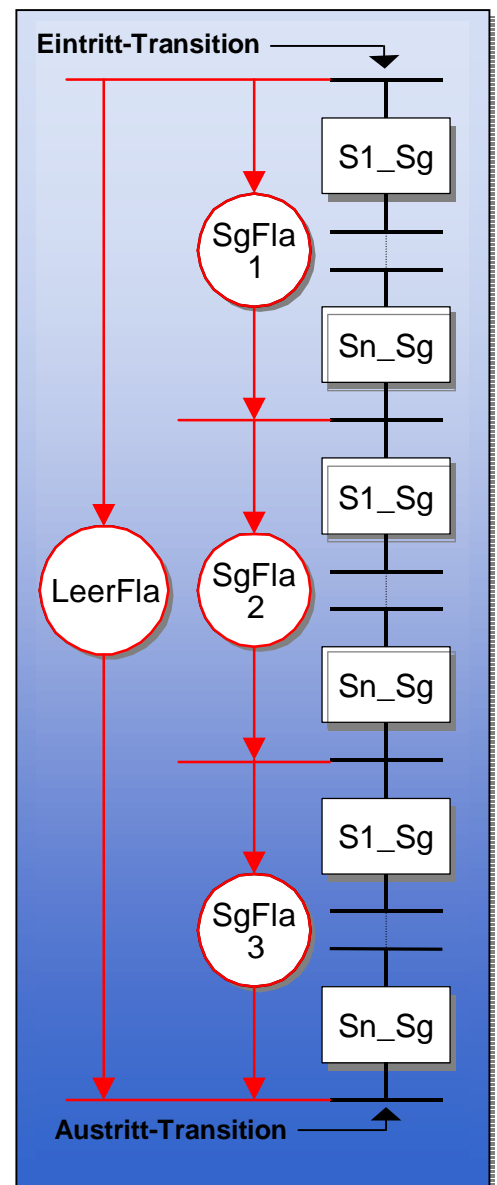 Eintritt-Transition
S1_Sg
SgFla
1
Sn_Sg
S1_Sg
LeerFla
SgFla
2
Sn_Sg
S1_Sg
SgFla
3
Sn_Sg
Austritt-Transition